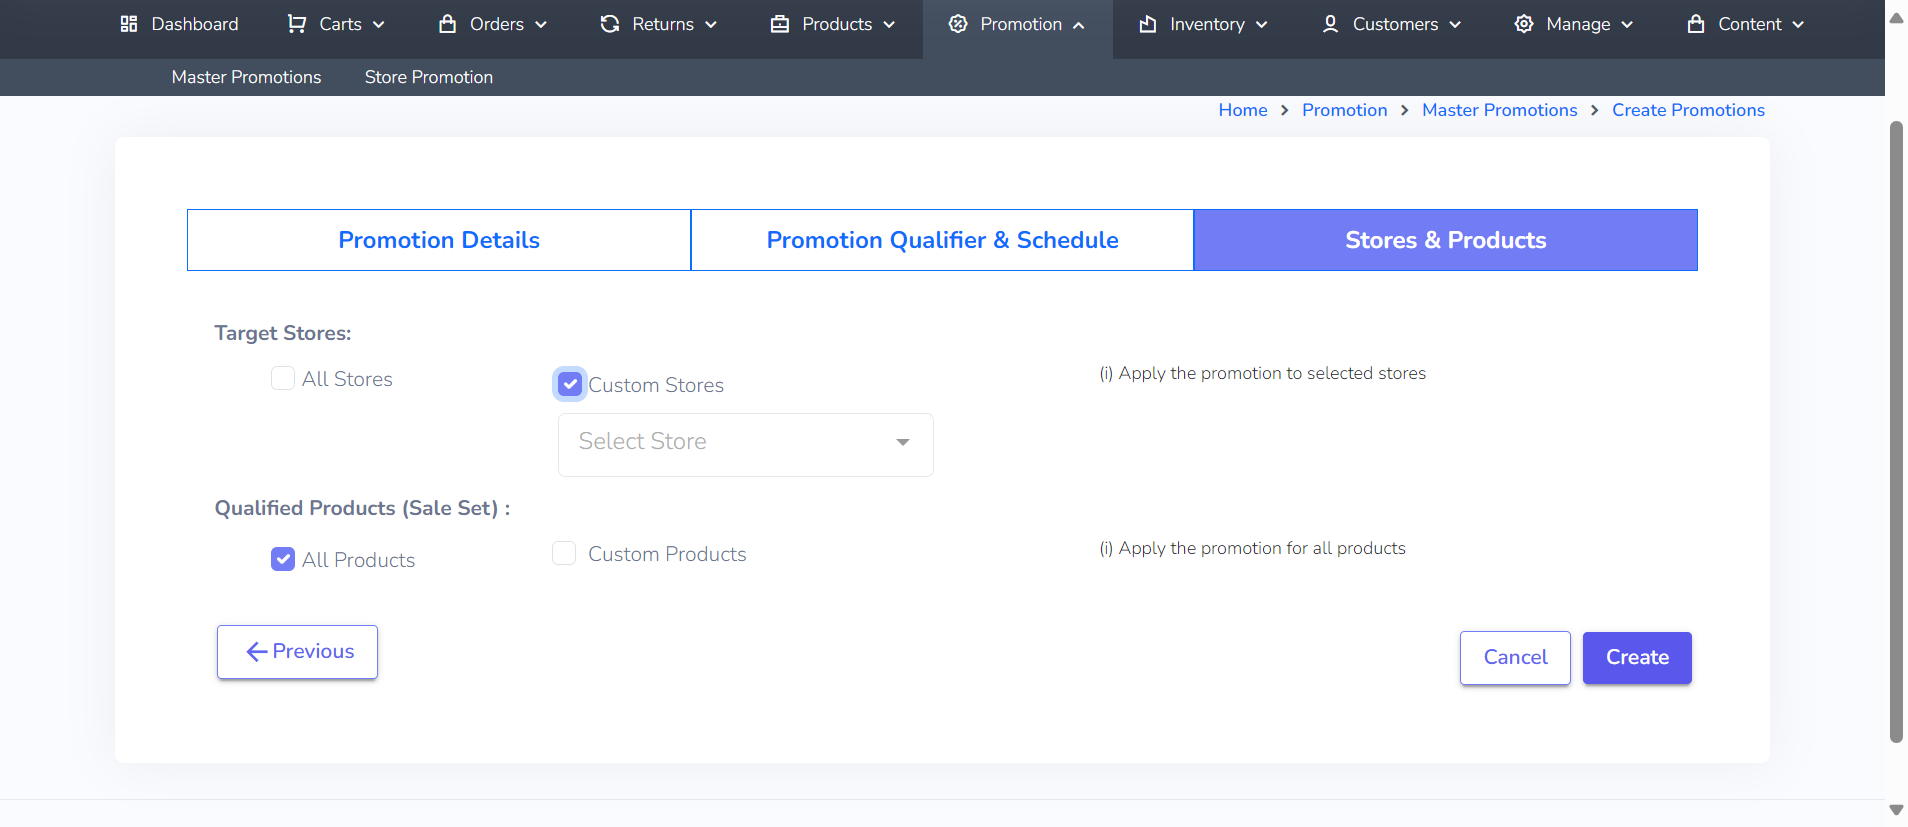 Dashboard Carts Orders Returns Products Promotion Inventory Customers Manage Content
Master Promotions Store Promotion
Home > Promotion > Master Promotions > Create Promotions
Promotion Details Promotion Qualifier & Schedule Stores & Products
Target Stores:
All Stores Custom Stores (i) Apply the promotion to selected stores
Select Store
Qualified Products (Sale Set) :
All Products Custom Products (i) Apply the promotion for all products
Previous Cancel Create